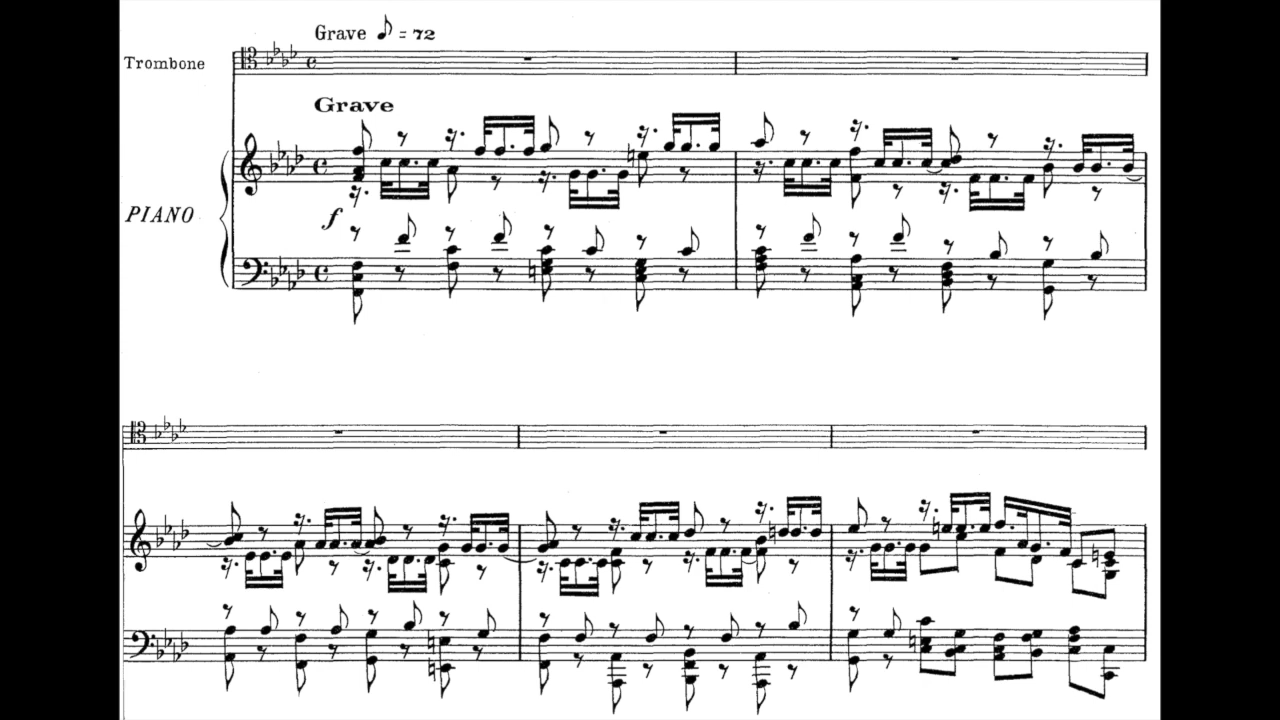 Grave ♪ = 72
Trombone
Grave
PIANO
f